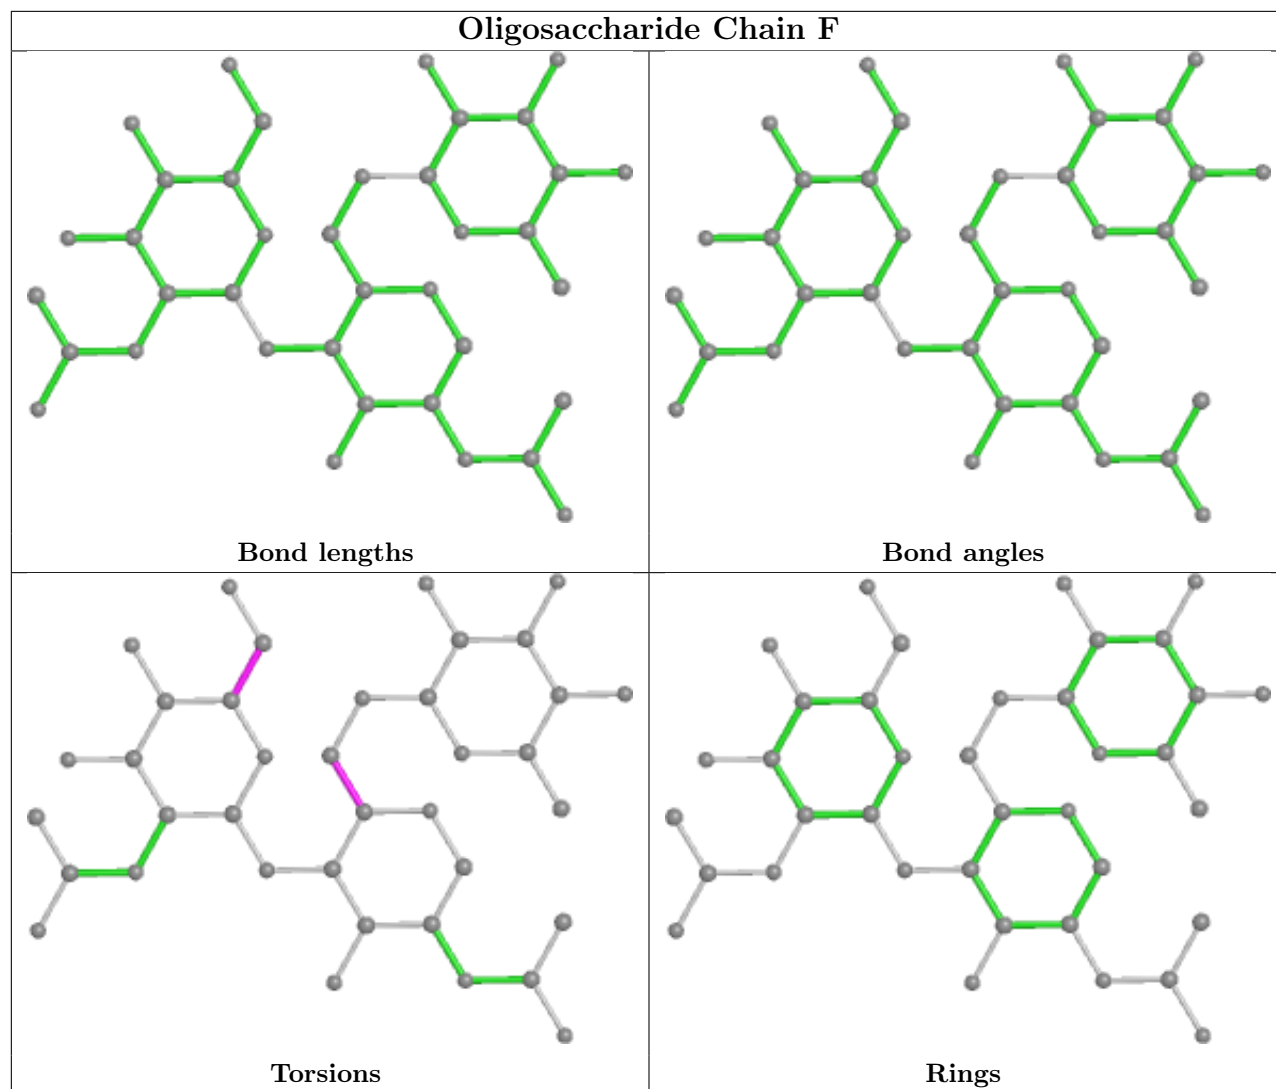 Oligosaccharide Chain F
Bond lengths
Bond angles
Torsions
Rings